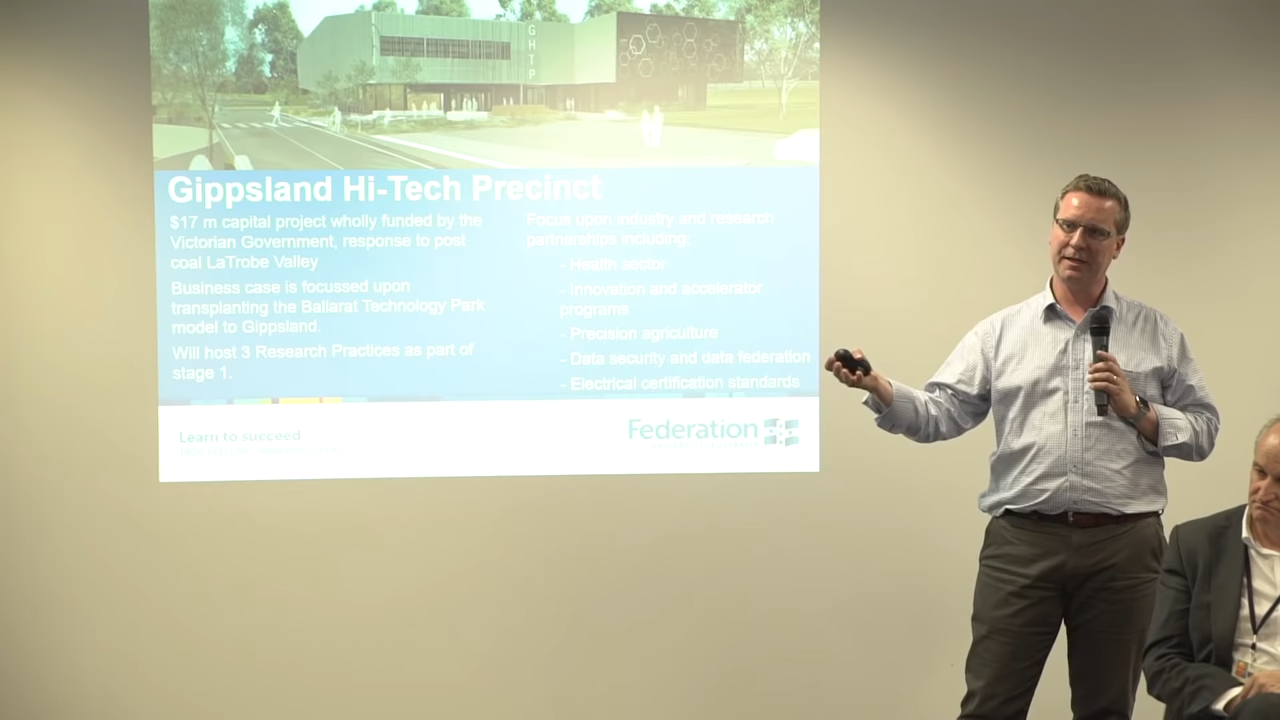 GHTP
Gippsland Hi-Tech Precinct
$17 m capital project wholly funded by the
Victorian Government, response to post
coal LaTrobe Valley
Business case is focussed upon
transplanting the Ballarat Technology Park
model to Gippsland.
Will host 3 Research Practices as part of
stage 1.
Focus upon industry and research
partnerships including:
- Health sector
- Innovation and accelerator
programs
- Precision agriculture
- Data security and data federation
- Electrical certification standards
Learn to succeed
Federation